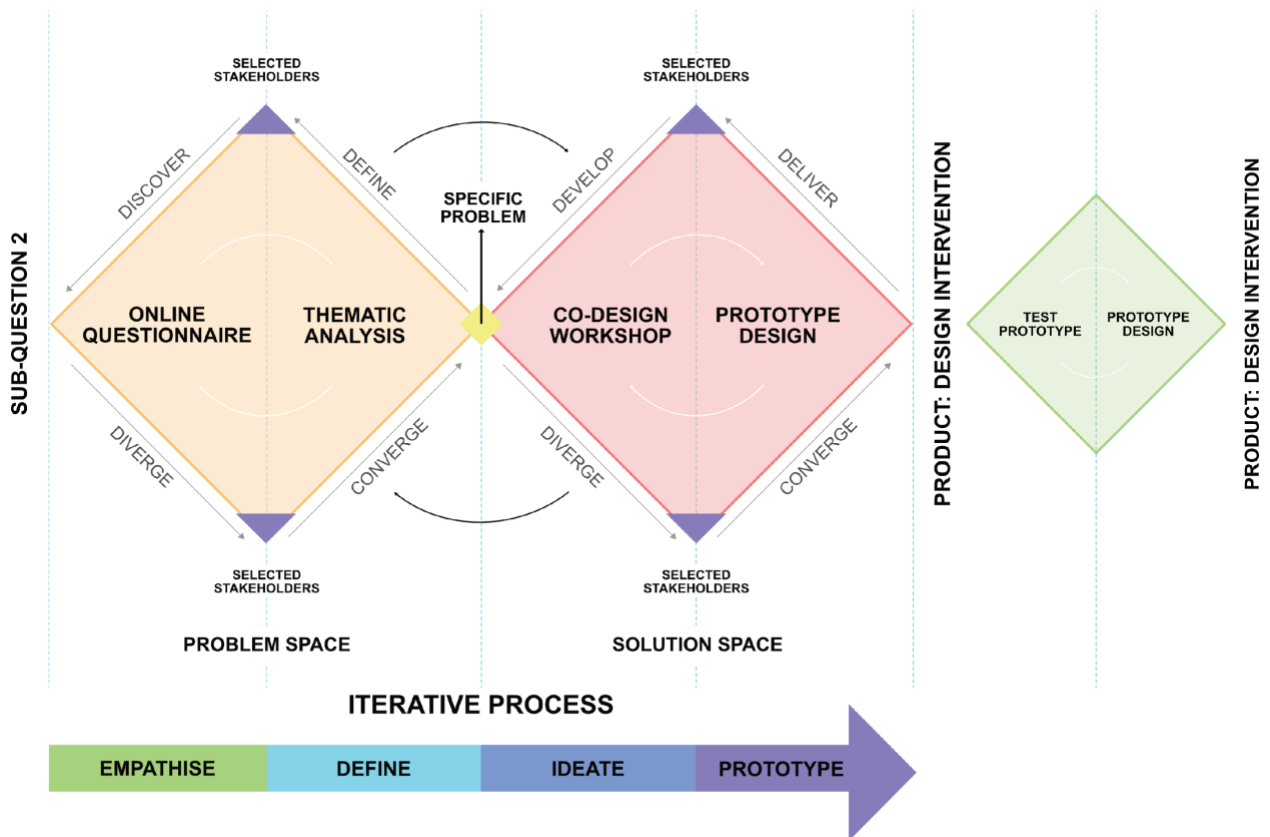 SELECTED
STAKEHOLDERS
SELECTED
STAKEHOLDERS
DISCOVER
DEFINE
DEVELOP
DELIVER
SPECIFIC
PROBLEM
SUB-QUESTION 2
ONLINE
QUESTIONNAIRE
THEMATIC
ANALYSIS
CO-DESIGN
WORKSHOP
PROTOTYPE
DESIGN
PRODUCT: DESIGN INTERVENTION
TEST
PROTOTYPE
PROTOTYPE
DESIGN
PRODUCT: DESIGN INTERVENTION
DIVERGE
CONVERGE
DIVERGE
CONVERGE
SELECTED
STAKEHOLDERS
SELECTED
STAKEHOLDERS
PROBLEM SPACE
SOLUTION SPACE
ITERATIVE PROCESS
EMPATHISE
DEFINE
IDEATE
PROTOTYPE